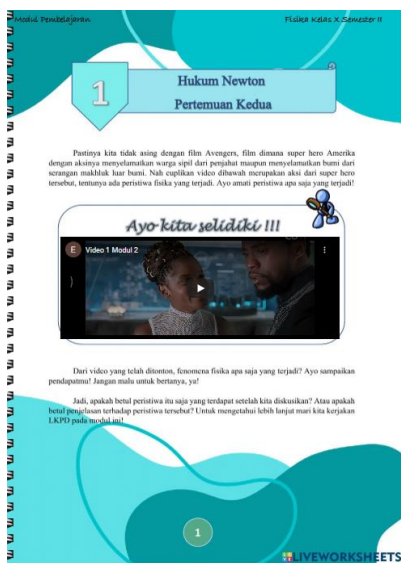 Modul Pembelajaran
Fisika Kelas X Semester II
1
Hukum Newton
Pertemuan Kedua
Pastinya kita tidak asing dengan film Avengers, film dimana super hero Amerika
dengan aksinya menyelamatkan warga sipil dari penjahat maupun menyelamatkan bumi dari
serangan makhluk luar bumi. Nah cuplikan video dibawah merupakan aksi dari super hero
tersebut, tentunya ada peristiwa fisika yang terjadi. Ayo amati peristiwa apa saja yang terjadi!
Ayo kita selidiki !!!
E
Video 1 Modul 2
Dari video yang telah ditonton, fenomena fisika apa saja yang terjadi? Ayo sampaikan
pendapatmu! Jangan malu untuk bertanya, ya!
Jadi, apakah betul peristiwa itu saja yang terdapat setelah kita diskusikan? Atau apakah
betul penjelasan terhadap peristiwa tersebut? Untuk mengetahui lebih lanjut mari kita kerjakan
LKPD pada modul ini!
1
LIVEWORKSHEETS